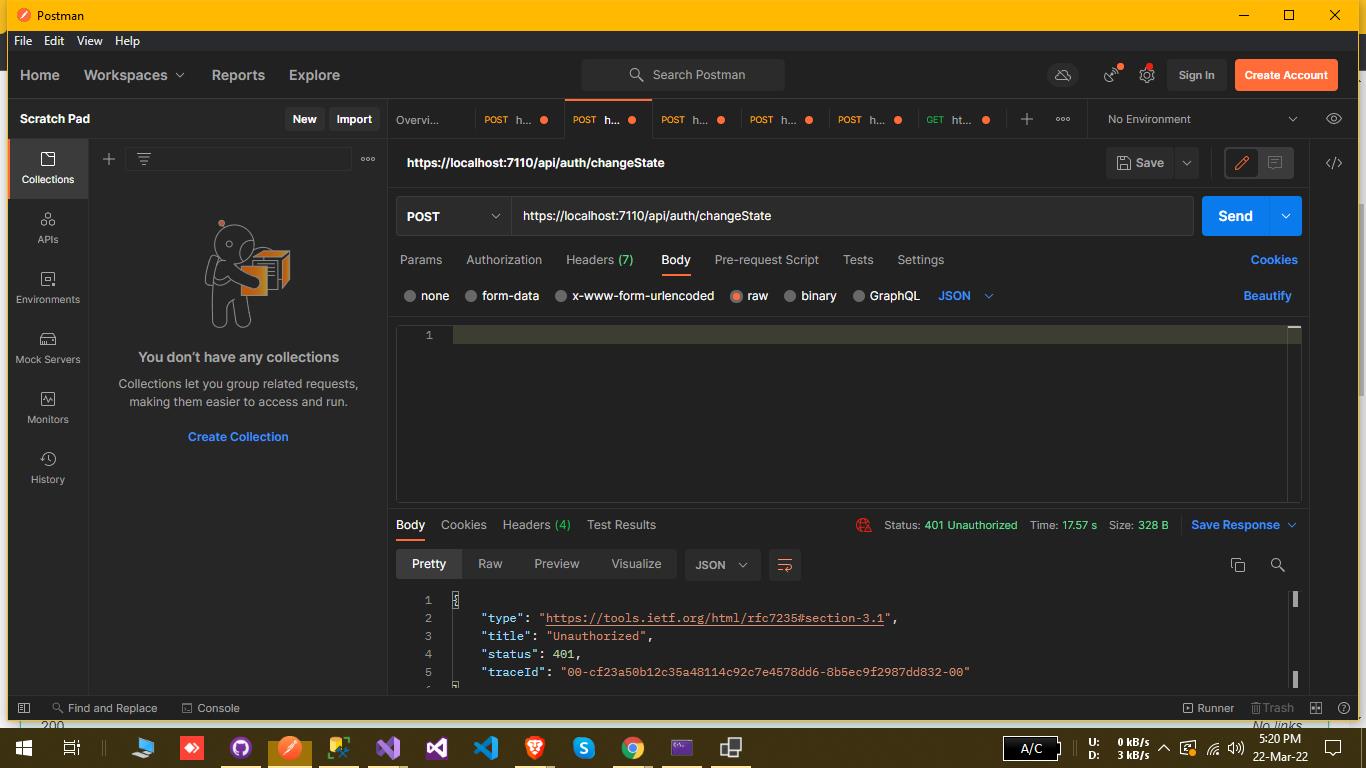 Postman
File Edit View Help
Home Workspaces Reports Explore Search Postman Sign In Create Account
Scratch Pad New Import
Overvi... POST h... POST h... POST h... POST h... POST h... GET ht... No Environment
Collections
APIs
Environments
Mock Servers
Monitors
History
You don't have any collections
Collections let you group related requests,
making them easier to access and run.
Create Collection
https://localhost:7110/api/auth/changeState Save
POST https://localhost:7110/api/auth/changeState Send
Params Authorization Headers (7) Body Pre-request Script Tests Settings Cookies
none form-data x-www-form-urlencoded raw binary GraphQL JSON Beautify
1
Body Cookies Headers (4) Test Results Status: 401 Unauthorized Time: 17.57 s Size: 328 B Save Response
Pretty Raw Preview Visualize JSON
1 {
2 "type": "https://tools.ietf.org/html/rfc7235#section-3.1",
3 "title": "Unauthorized",
4 "status": 401,
5 "traceId": "00-cf23a50b12c35a48114c92c7e4578dd6-8b5ec9f2987dd832-00"
6 }
Find and Replace Console Runner Trash
200 No links
A/C U: 0 kB/s
D: 3 kB/s
5:20 PM
22-Mar-22